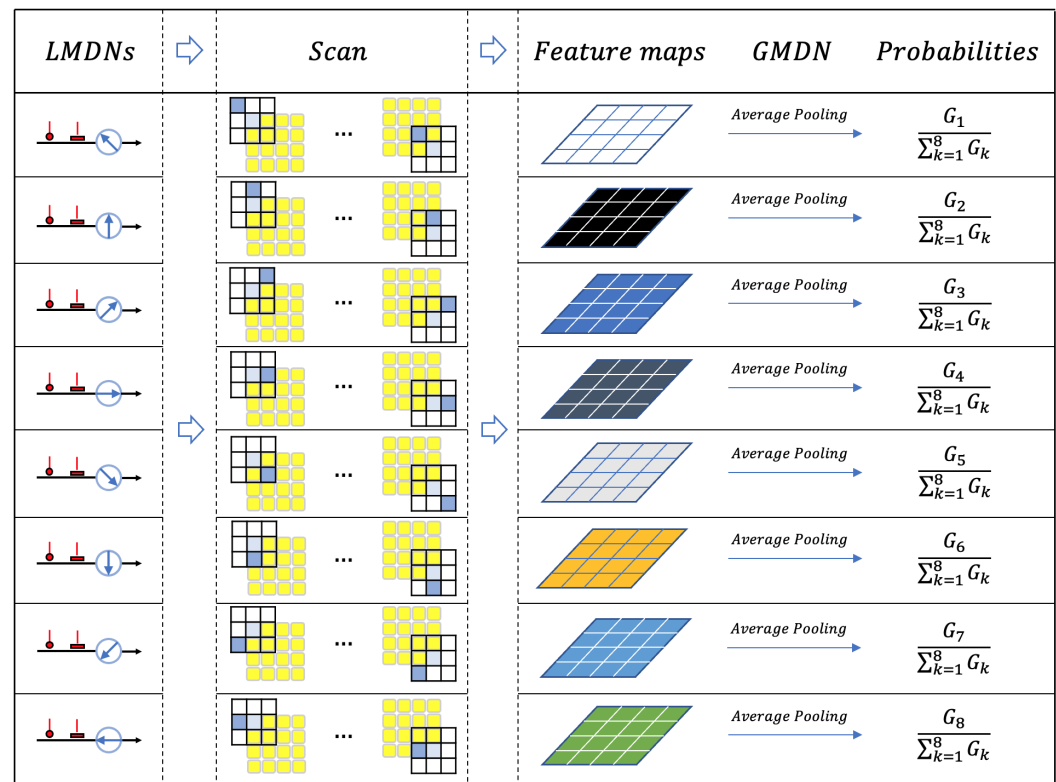 LMDNs Scan Feature maps GMDN Probabilities
... Average Pooling G₁ / ∑⁸ₖ₌₁ Gₖ
... Average Pooling G₂ / ∑⁸ₖ₌₁ Gₖ
... Average Pooling G₃ / ∑⁸ₖ₌₁ Gₖ
... Average Pooling G₄ / ∑⁸ₖ₌₁ Gₖ
... Average Pooling G₅ / ∑⁸ₖ₌₁ Gₖ
... Average Pooling G₆ / ∑⁸ₖ₌₁ Gₖ
... Average Pooling G₇ / ∑⁸ₖ₌₁ Gₖ
... Average Pooling G₈ / ∑⁸ₖ₌₁ Gₖ